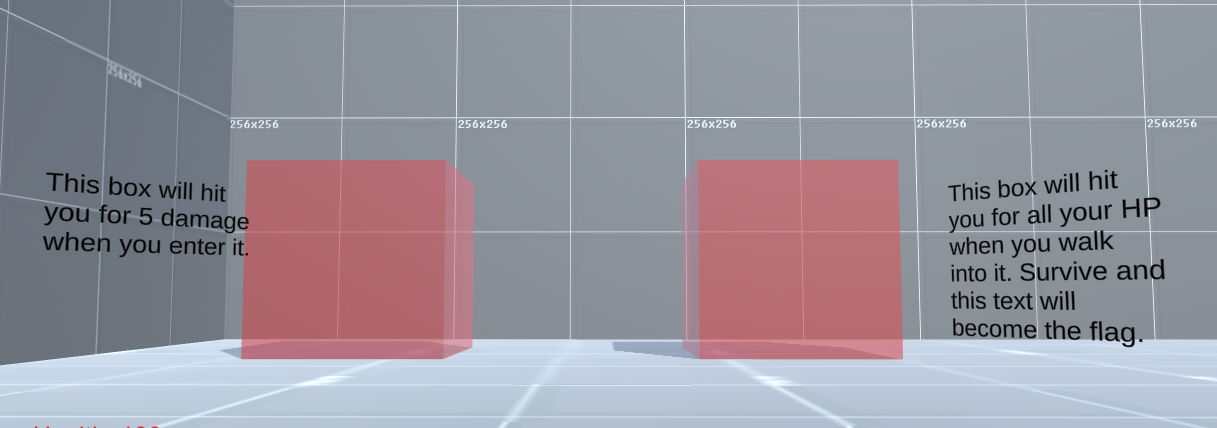 256x256
256x256
256x256
256x256
256x256
256x256
This box will hit
you for 5 damage
when you enter it.
This box will hit
you for all your HP
when you walk
into it. Survive and
this text will
become the flag.